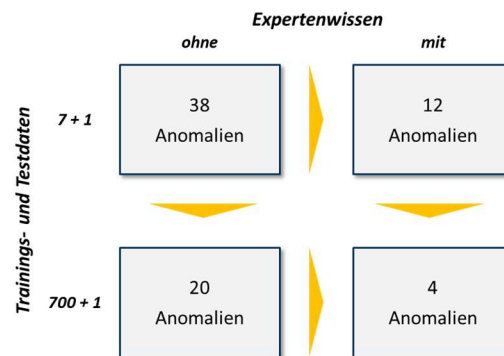 Expertenwissen
ohne
mit
Trainings- und Testdaten
7 + 1
38
Anomalien
12
Anomalien
700 + 1
20
Anomalien
4
Anomalien